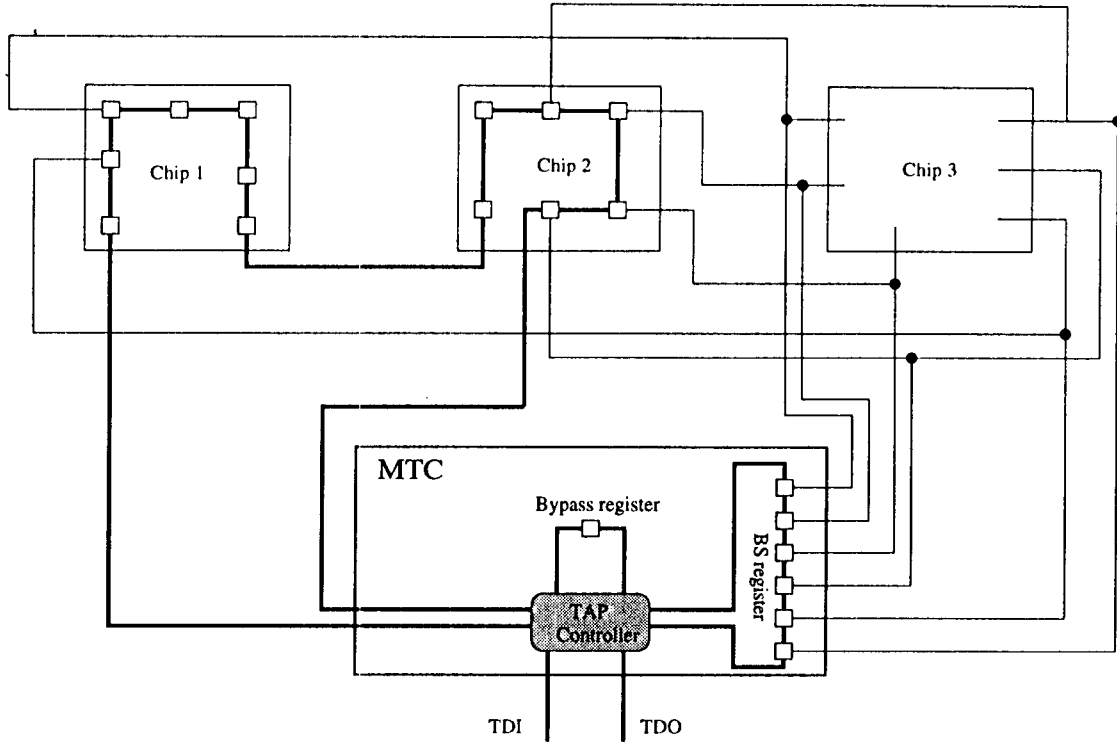 Chip 1
Chip 2
Chip 3
MTC
Bypass register
BS register
TAP
Controller
TDI
TDO